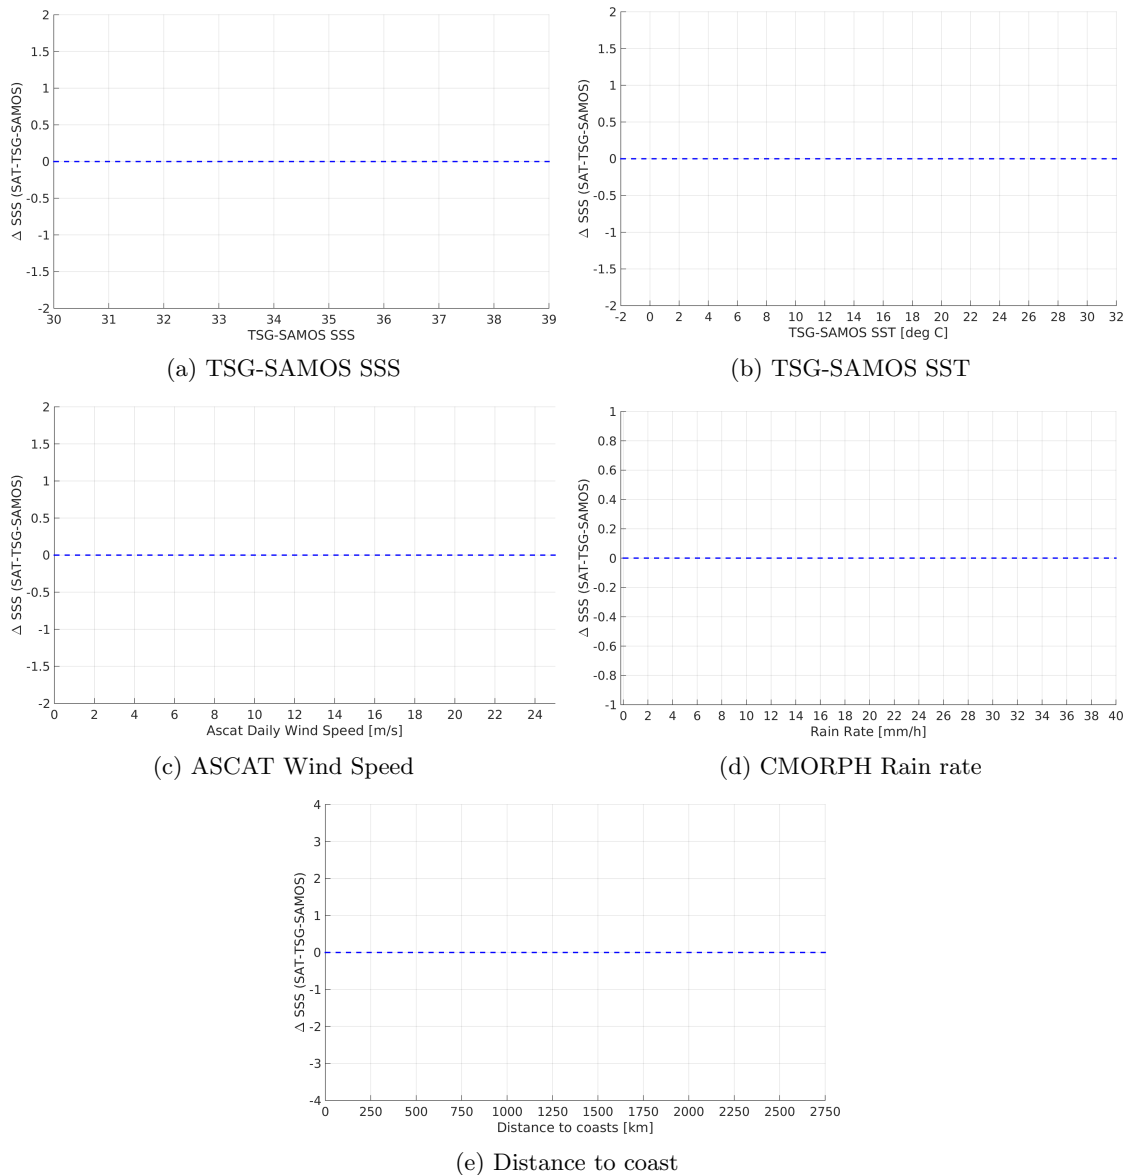 2
1.5
1
0.5
0
-0.5
-1
-1.5
-2
Δ SSS (SAT-TSG-SAMOS)
30 31 32 33 34 35 36 37 38 39
TSG-SAMOS SSS
(a) TSG-SAMOS SSS
2
1.5
1
0.5
0
-0.5
-1
-1.5
-2
Δ SSS (SAT-TSG-SAMOS)
-2 0 2 4 6 8 10 12 14 16 18 20 22 24 26 28 30 32
TSG-SAMOS SST [deg C]
(b) TSG-SAMOS SST
2
1.5
1
0.5
0
-0.5
-1
-1.5
-2
Δ SSS (SAT-TSG-SAMOS)
0 2 4 6 8 10 12 14 16 18 20 22 24
Ascat Daily Wind Speed [m/s]
(c) ASCAT Wind Speed
1
0.8
0.6
0.4
0.2
0
-0.2
-0.4
-0.6
-0.8
-1
Δ SSS (SAT-TSG-SAMOS)
0 2 4 6 8 10 12 14 16 18 20 22 24 26 28 30 32 34 36 38 40
Rain Rate [mm/h]
(d) CMORPH Rain rate
4
3
2
1
0
-1
-2
-3
-4
Δ SSS (SAT-TSG-SAMOS)
0 250 500 750 1000 1250 1500 1750 2000 2250 2500 2750
Distance to coasts [km]
(e) Distance to coast